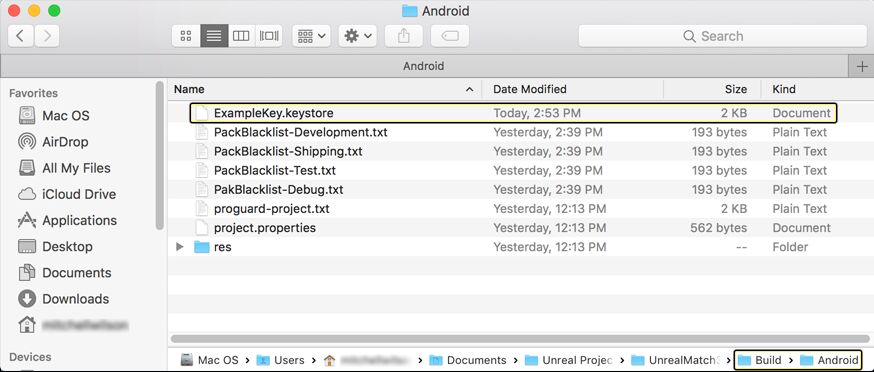 Android
Search
Android
Favorites
Mac OS
AirDrop
All My Files
iCloud Drive
Applications
Desktop
Documents
Downloads
Devices
Name Date Modified Size Kind
ExampleKey.keystore Today, 2:53 PM 2 KB Document
PackBlacklist-Development.txt Yesterday, 2:39 PM 193 bytes Plain Text
PackBlacklist-Shipping.txt Yesterday, 2:39 PM 193 bytes Plain Text
PackBlacklist-Test.txt Yesterday, 2:39 PM 193 bytes Plain Text
PakBlacklist-Debug.txt Yesterday, 2:39 PM 193 bytes Plain Text
proguard-project.txt Yesterday, 12:13 PM 2 KB Plain Text
project.properties Yesterday, 12:13 PM 562 bytes Document
res Yesterday, 12:13 PM -- Folder
Mac OS Users Documents Unreal Projec UnrealMatch3 Build Android